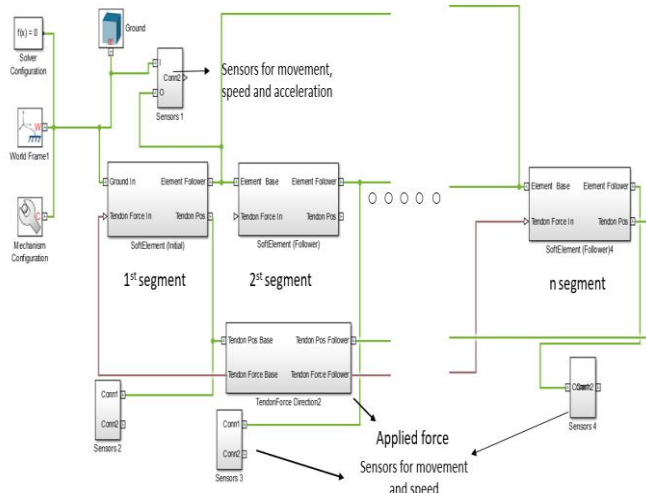 f(x) = 0
Solver
Configuration
Ground
I
Conn2
O
Sensors 1
Sensors for movement,
speed and acceleration
W
World Frame1
C
Mechanism
Configuration
Ground In
Element Follower
Tendon Force In
Tendon Pos
SoftElement (Initial)
Element Base
Element Follower
Tendon Force In
Tendon Pos
SoftElement (Follower)
Element Base
Element Follower
Tendon Force In
Tendon Pos
SoftElement (Follower)4
1st segment
2st segment
n segment
Tendon Pos Base
Tendon Pos Follower
Tendon Force Base
Tendon Force Follower
TendonForce Direction2
Conn1
Conn2
Sensors 2
Conn1
Conn2
Sensors 3
Sensors 4
Applied force
Sensors for movement
and speed